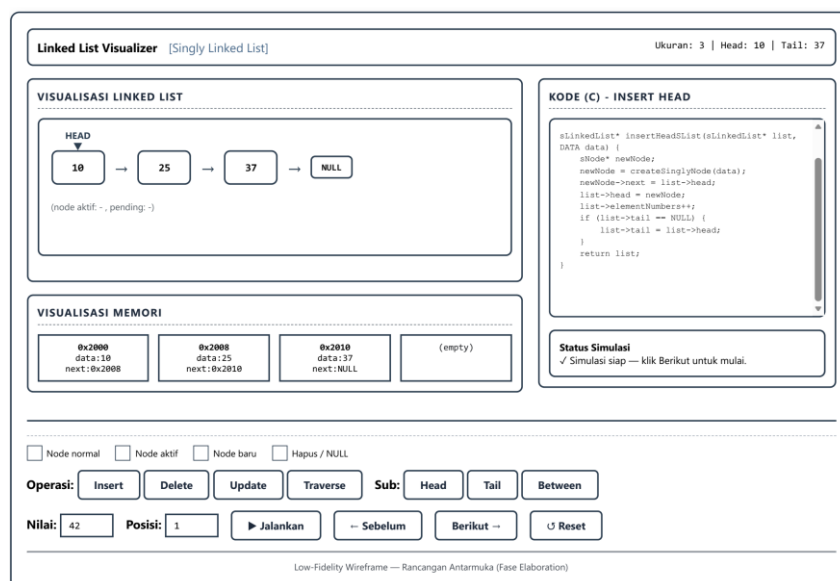 Linked List Visualizer [Singly Linked List]
Ukuran: 3 | Head: 10 | Tail: 37
VISUALISASI LINKED LIST
HEAD
10 → 25 → 37 → NULL
(node aktif: - , pending: -)
VISUALISASI MEMORI
0x2000
data:10
next:0x2008
0x2008
data:25
next:0x2010
0x2010
data:37
next:NULL
(empty)
KODE (C) - INSERT HEAD
sLinkedList* insertHeadSList(sLinkedList* list,
DATA data) {
    sNode* newNode;
    newNode = createSinglyNode(data);
    newNode->next = list->head;
    list->head = newNode;
    list->elementNumbers++;
    if (list->tail == NULL) {
        list->tail = list->head;
    }
    return list;
}
Status Simulasi
✓ Simulasi siap — klik Berikut untuk mulai.
Node normal Node aktif Node baru Hapus / NULL
Operasi: Insert Delete Update Traverse Sub: Head Tail Between
Nilai: 42 Posisi: 1 ▶ Jalankan ← Sebelum Berikut → ↺ Reset
Low-Fidelity Wireframe — Rancangan Antarmuka (Fase Elaboration)